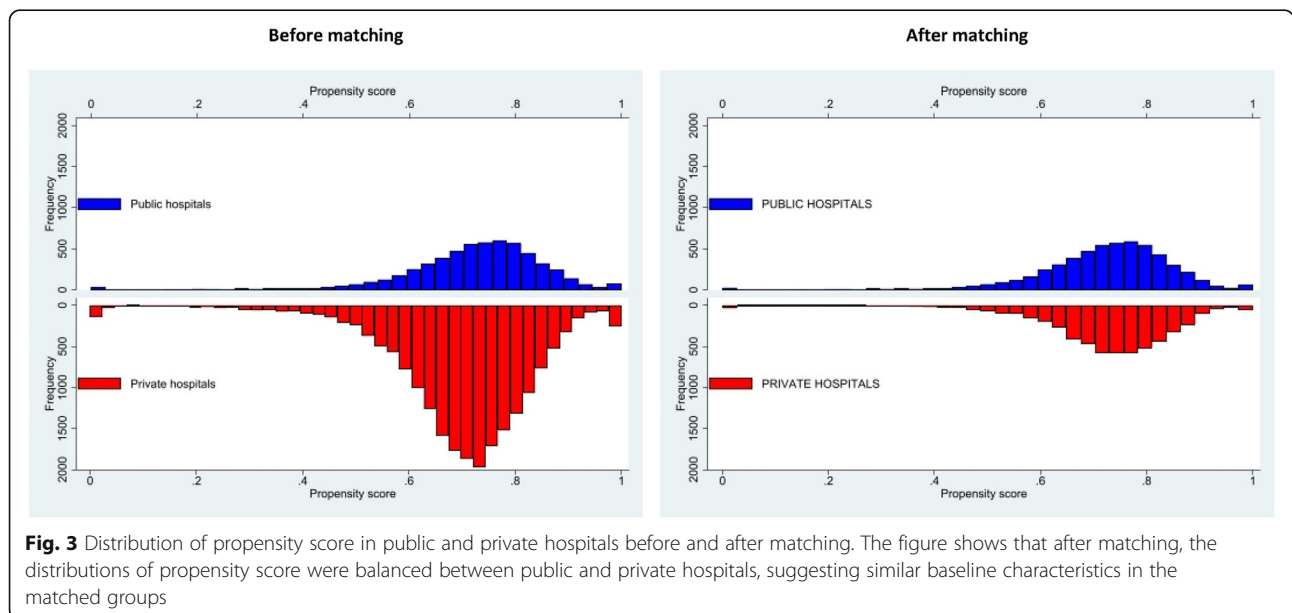 Before matching
After matching
Propensity score
0 .2 .4 .6 .8 1
Frequency
0 500 1000 1500 2000
Public hospitals
Frequency
0 500 1000 1500 2000
Private hospitals
0 .2 .4 .6 .8 1
Propensity score
Propensity score
0 .2 .4 .6 .8 1
Frequency
0 500 1000 1500 2000
PUBLIC HOSPITALS
Frequency
0 500 1000 1500 2000
PRIVATE HOSPITALS
0 .2 .4 .6 .8 1
Propensity score
Fig. 3 Distribution of propensity score in public and private hospitals before and after matching. The figure shows that after matching, the
distributions of propensity score were balanced between public and private hospitals, suggesting similar baseline characteristics in the
matched groups